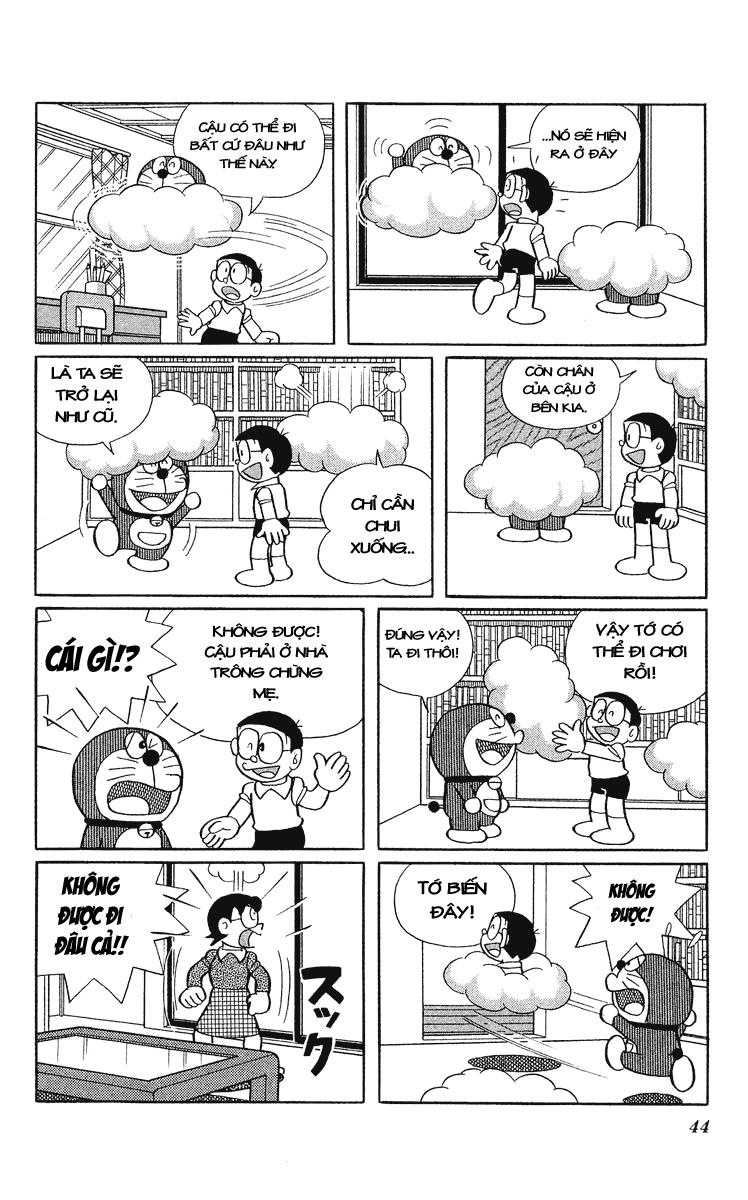 ...NÓ SẼ HIỆN
RA Ở ĐÂY
CẬU CÓ THỂ ĐI
BẤT CỨ ĐÂU NHƯ
THẾ NÀY.
CÒN CHÂN
CỦA CẬU Ở
BÊN KIA.
CHỈ CẦN
CHUI
XUỐNG..
LÀ TA SẼ
TRỞ LẠI
NHƯ CŨ.
VẬY TỚ CÓ
THỂ ĐI CHƠI
RỒI!
ĐÚNG VẬY!
TA ĐI THÔI!
KHÔNG ĐƯỢC!
CẬU PHẢI Ở NHÀ
TRÔNG CHỪNG
MẸ.
CÁI GÌ!?
KHÔNG
ĐƯỢC!
TỚ BIẾN
ĐÂY!
スック
KHÔNG
ĐƯỢC ĐI
ĐÂU CẢ!!
44